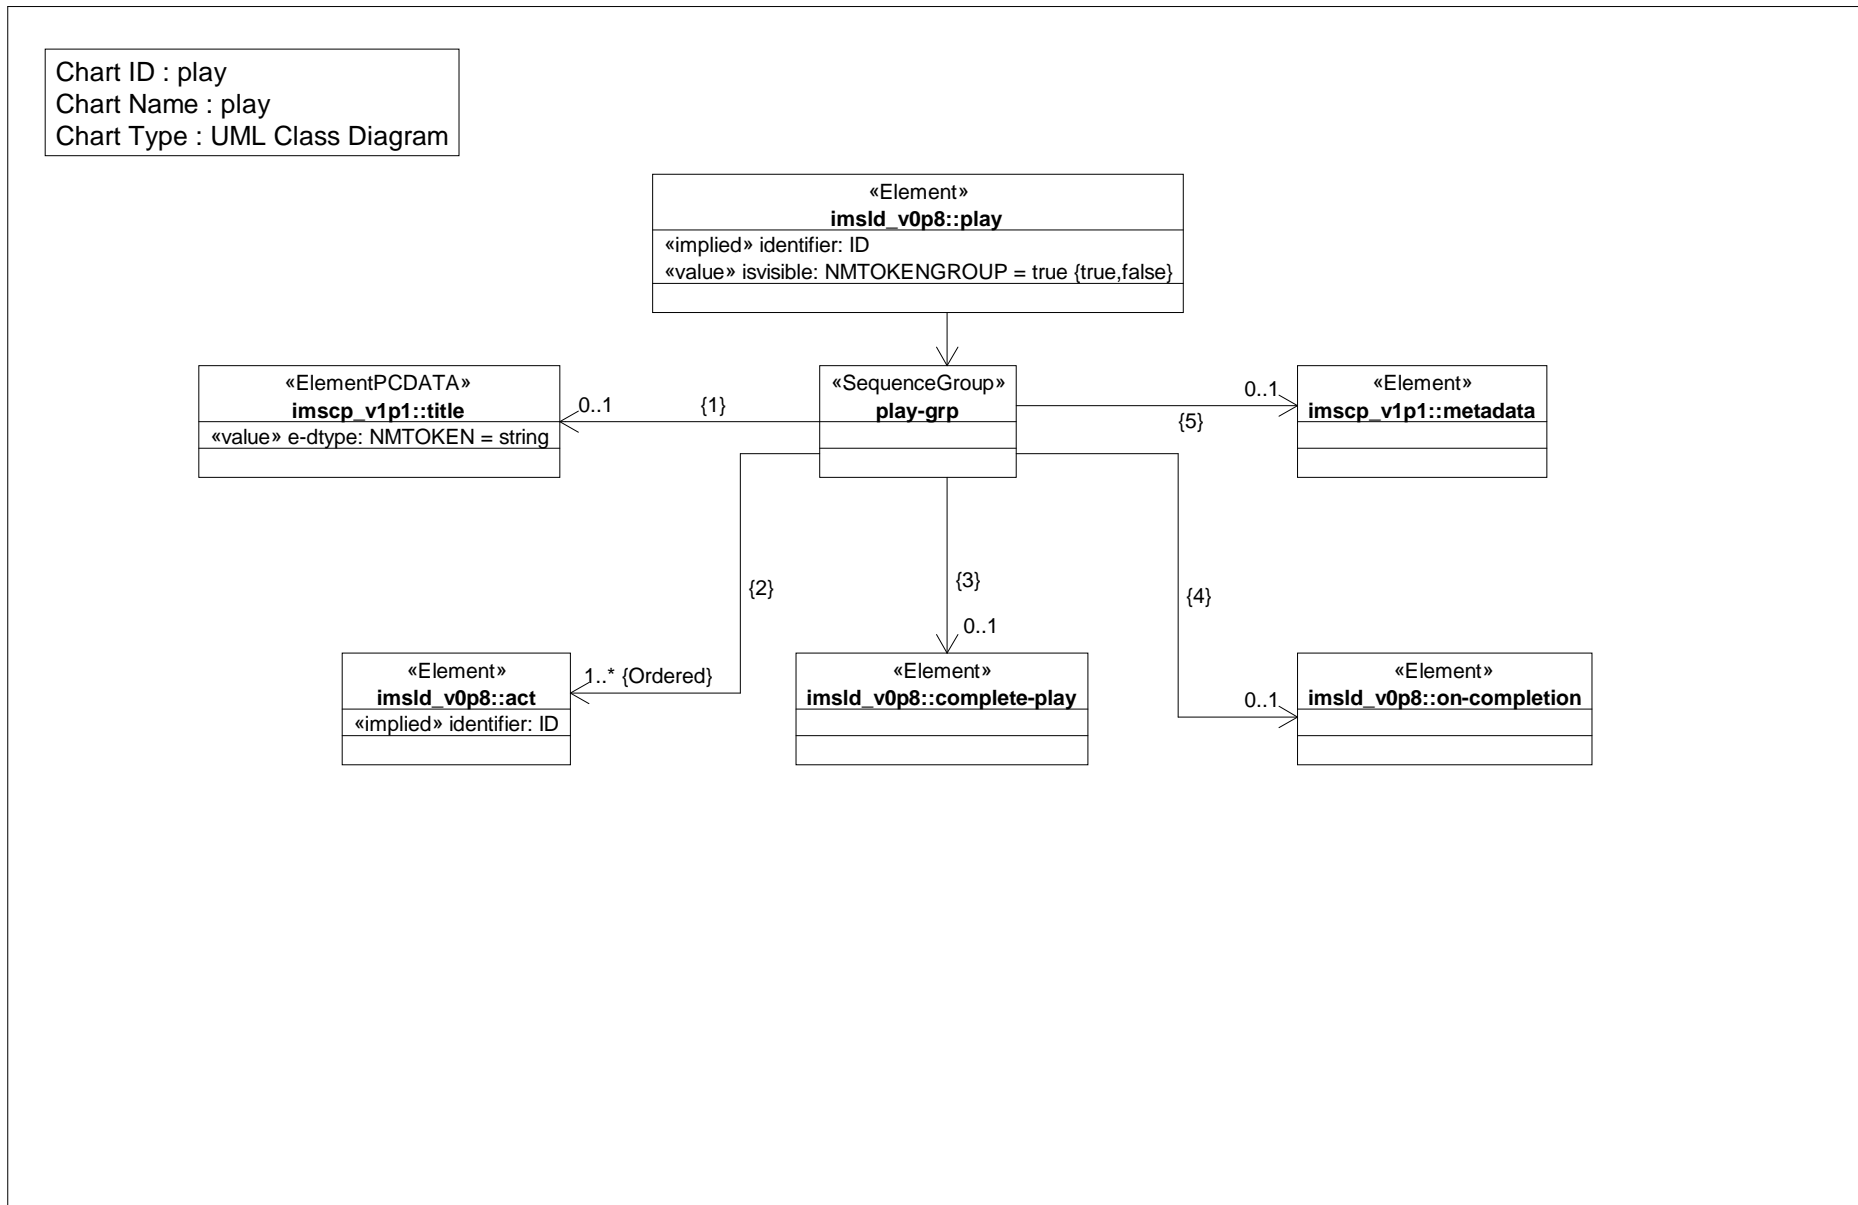 Chart ID : play
Chart Name : play
Chart Type : UML Class Diagram
«Element»
imsld_v0p8::play
«implied» identifier: ID
«value» isvisible: NMTOKENGROUP = true {true,false}
«ElementPCDATA»
imscp_v1p1::title
«value» e-dtype: NMTOKEN = string
0..1
{1}
«SequenceGroup»
play-grp
0..1
{5}
«Element»
imscp_v1p1::metadata
{2}
{3}
{4}
0..1
1..* {Ordered}
0..1
«Element»
imsld_v0p8::act
«implied» identifier: ID
«Element»
imsld_v0p8::complete-play
«Element»
imsld_v0p8::on-completion